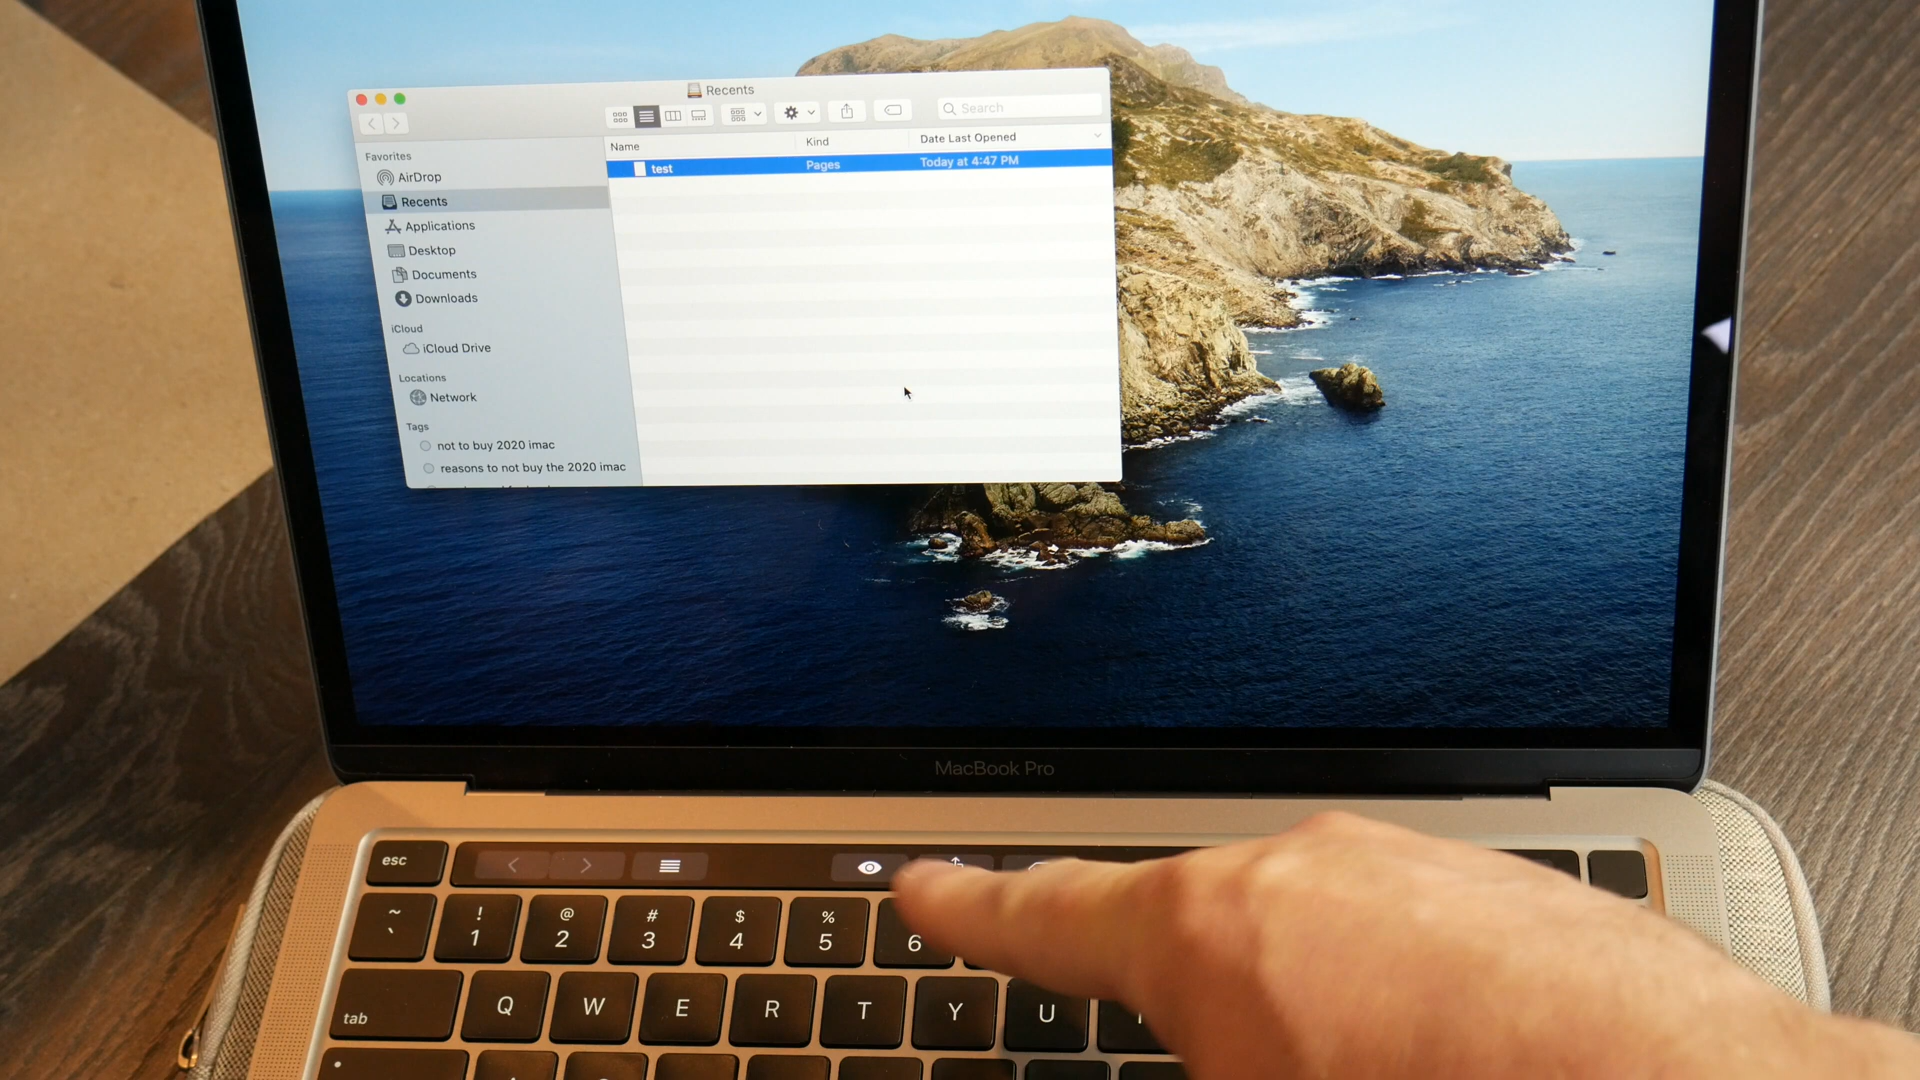 Recents
Search
Favorites
AirDrop
Recents
Applications
Desktop
Documents
Downloads
iCloud
iCloud Drive
Locations
Network
Tags
not to buy 2020 imac
reasons to not buy the 2020 imac
Name Kind Date Last Opened
test Pages Today at 4:47 PM
MacBook Pro
esc
~ ! @ # $ %
` 1 2 3 4 5 6
tab Q W E R T Y U